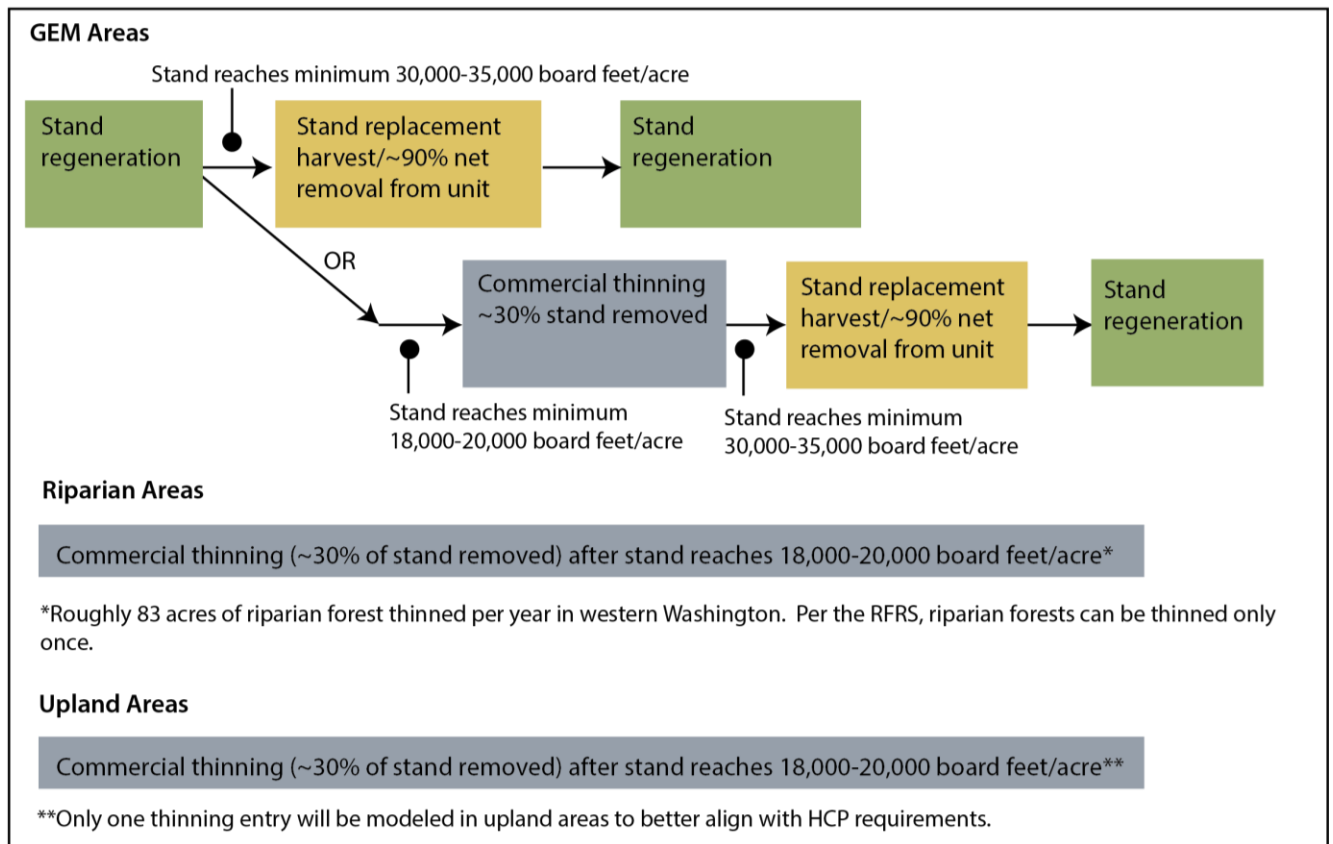 GEM Areas
Stand reaches minimum 30,000-35,000 board feet/acre
Stand
regeneration
Stand replacement
harvest/~90% net
removal from unit
Stand
regeneration
OR
Commercial thinning
~30% stand removed
Stand replacement
harvest/~90% net
removal from unit
Stand
regeneration
Stand reaches minimum
18,000-20,000 board feet/acre
Stand reaches minimum
30,000-35,000 board feet/acre
Riparian Areas
Commercial thinning (~30% of stand removed) after stand reaches 18,000-20,000 board feet/acre*
*Roughly 83 acres of riparian forest thinned per year in western Washington.  Per the RFRS, riparian forests can be thinned only
once.
Upland Areas
Commercial thinning (~30% of stand removed) after stand reaches 18,000-20,000 board feet/acre**
**Only one thinning entry will be modeled in upland areas to better align with HCP requirements.